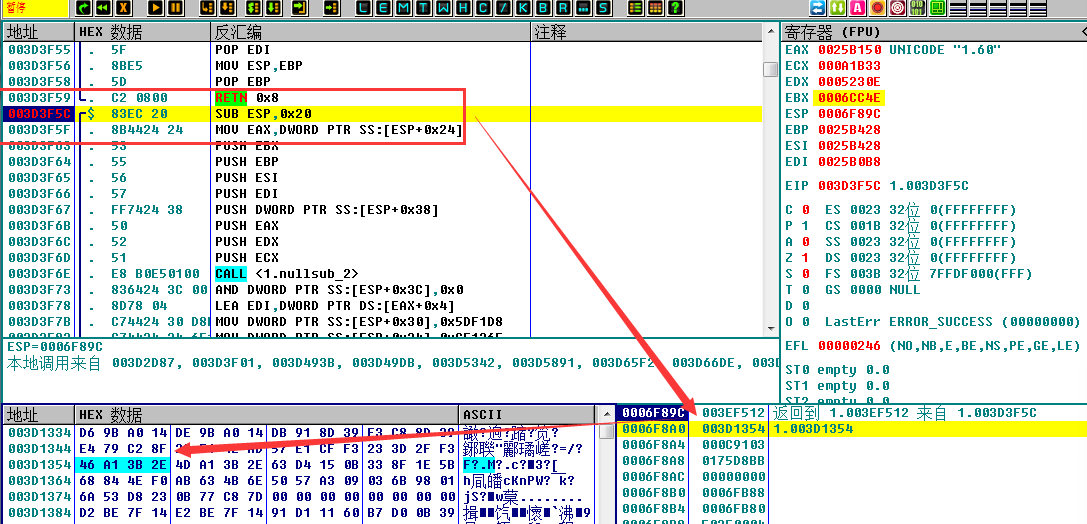 暂停
L E M T W H C / K B R ... S
地址 HEX 数据 反汇编 注释
003D3F55 . 5F POP EDI
003D3F56 . 8BE5 MOV ESP,EBP
003D3F58 . 5D POP EBP
003D3F59 . C2 0800 RETN 0x8
003D3F5C $ 83EC 20 SUB ESP,0x20
003D3F5F . 8B4424 24 MOV EAX,DWORD PTR SS:[ESP+0x24]
003D3F63 . 53 PUSH EBX
003D3F64 . 55 PUSH EBP
003D3F65 . 56 PUSH ESI
003D3F66 . 57 PUSH EDI
003D3F67 . FF7424 38 PUSH DWORD PTR SS:[ESP+0x38]
003D3F6B . 50 PUSH EAX
003D3F6C . 52 PUSH EDX
003D3F6D . 51 PUSH ECX
003D3F6E . E8 B0E50100 CALL <1.nullsub_2>
003D3F73 . 836424 3C 00 AND DWORD PTR SS:[ESP+0x3C],0x0
003D3F78 . 8D78 04 LEA EDI,DWORD PTR DS:[EAX+0x4]
003D3F7B . C74424 30 D8 MOV DWORD PTR SS:[ESP+0x30],0x5DF1D8
ESP=0006F89C
本地调用来自 003D2D87, 003D3F01, 003D493B, 003D49DB, 003D5342, 003D5891, 003D65F2, 003D66DE, 003D
寄存器 (FPU)
EAX 0025B150 UNICODE "1.60"
ECX 000A1B33
EDX 0005230E
EBX 0006CC4E
ESP 0006F89C
EBP 0025B428
ESI 0025B428
EDI 0025B0B8
EIP 003D3F5C 1.003D3F5C
C 0 ES 0023 32位 0(FFFFFFFF)
P 1 CS 001B 32位 0(FFFFFFFF)
A 0 SS 0023 32位 0(FFFFFFFF)
Z 1 DS 0023 32位 0(FFFFFFFF)
S 0 FS 003B 32位 7FFDF000(FFF)
T 0 GS 0000 NULL
D 0
O 0 LastErr ERROR_SUCCESS (00000000)
EFL 00000246 (NO,NB,E,BE,NS,PE,GE,LE)
ST0 empty 0.0
ST1 empty 0.0
ST2 empty 0.0
地址 HEX 数据 ASCII
003D1334 D6 9B A0 14 DE 9B A0 14 DB 91 8D 39 F3 C8 8D 39
003D1344 E4 79 C2 8F 57 E1 CF F3 23 3D 2F F3
003D1354 46 A1 3B 2E 4D A1 3B 2E 63 D4 15 0B 33 8F 1E 5B F?.M?.c?3?[
003D1364 68 84 4E F0 AB 63 4B 6E 50 57 A3 09 03 6B 98 01
003D1374 6A 53 D8 23 0B 77 C8 7D 00 00 00 00 00 00 00 00
003D1384 D2 BE 7F 14 E2 BE 7F 14 91 D1 11 60 B7 D0 0B 39
0006F89C 003EF512 返回到 1.003EF512 来自 1.003D3F5C
0006F8A0 003D1354 1.003D1354
0006F8A4 000C9103
0006F8A8 0175D8BB
0006F8AC 00000000
0006F8B0 0006FB88
0006F8B4 0006FB80